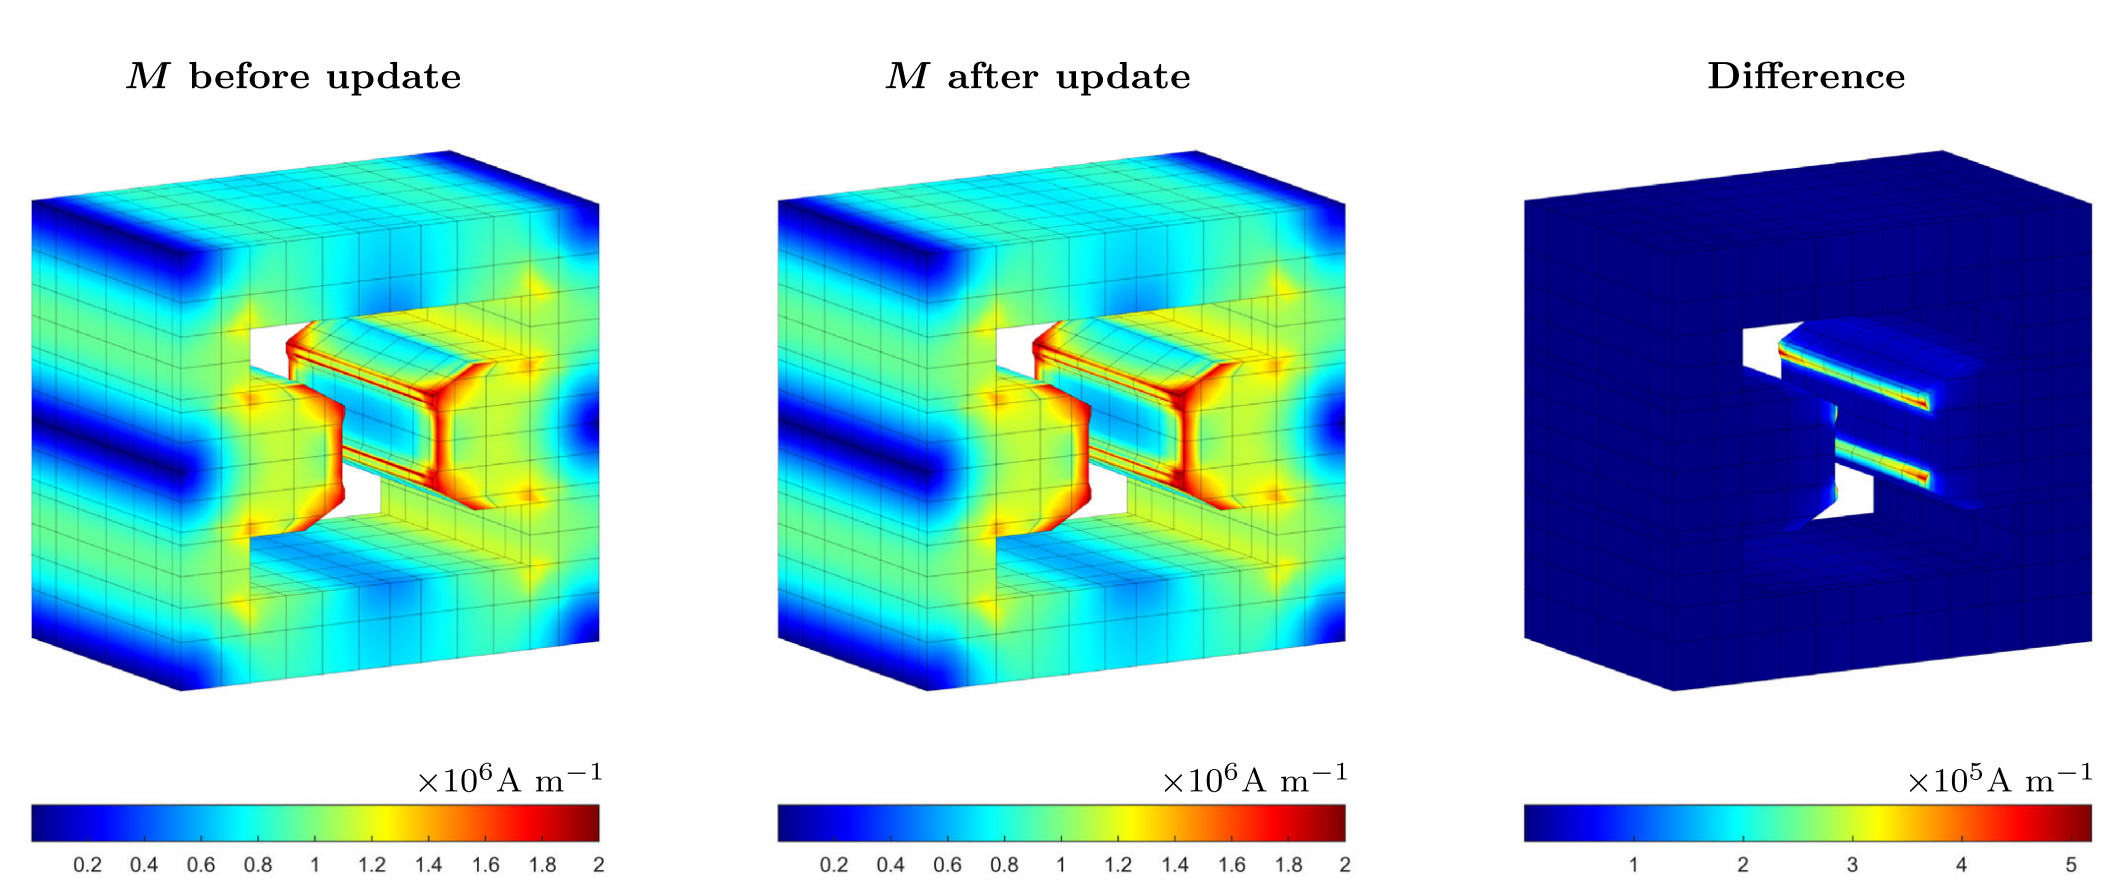 M before update
M after update
Difference
×10⁶A m⁻¹
×10⁶A m⁻¹
×10⁵A m⁻¹
0.2 0.4 0.6 0.8 1 1.2 1.4 1.6 1.8 2
0.2 0.4 0.6 0.8 1 1.2 1.4 1.6 1.8 2
1 2 3 4 5